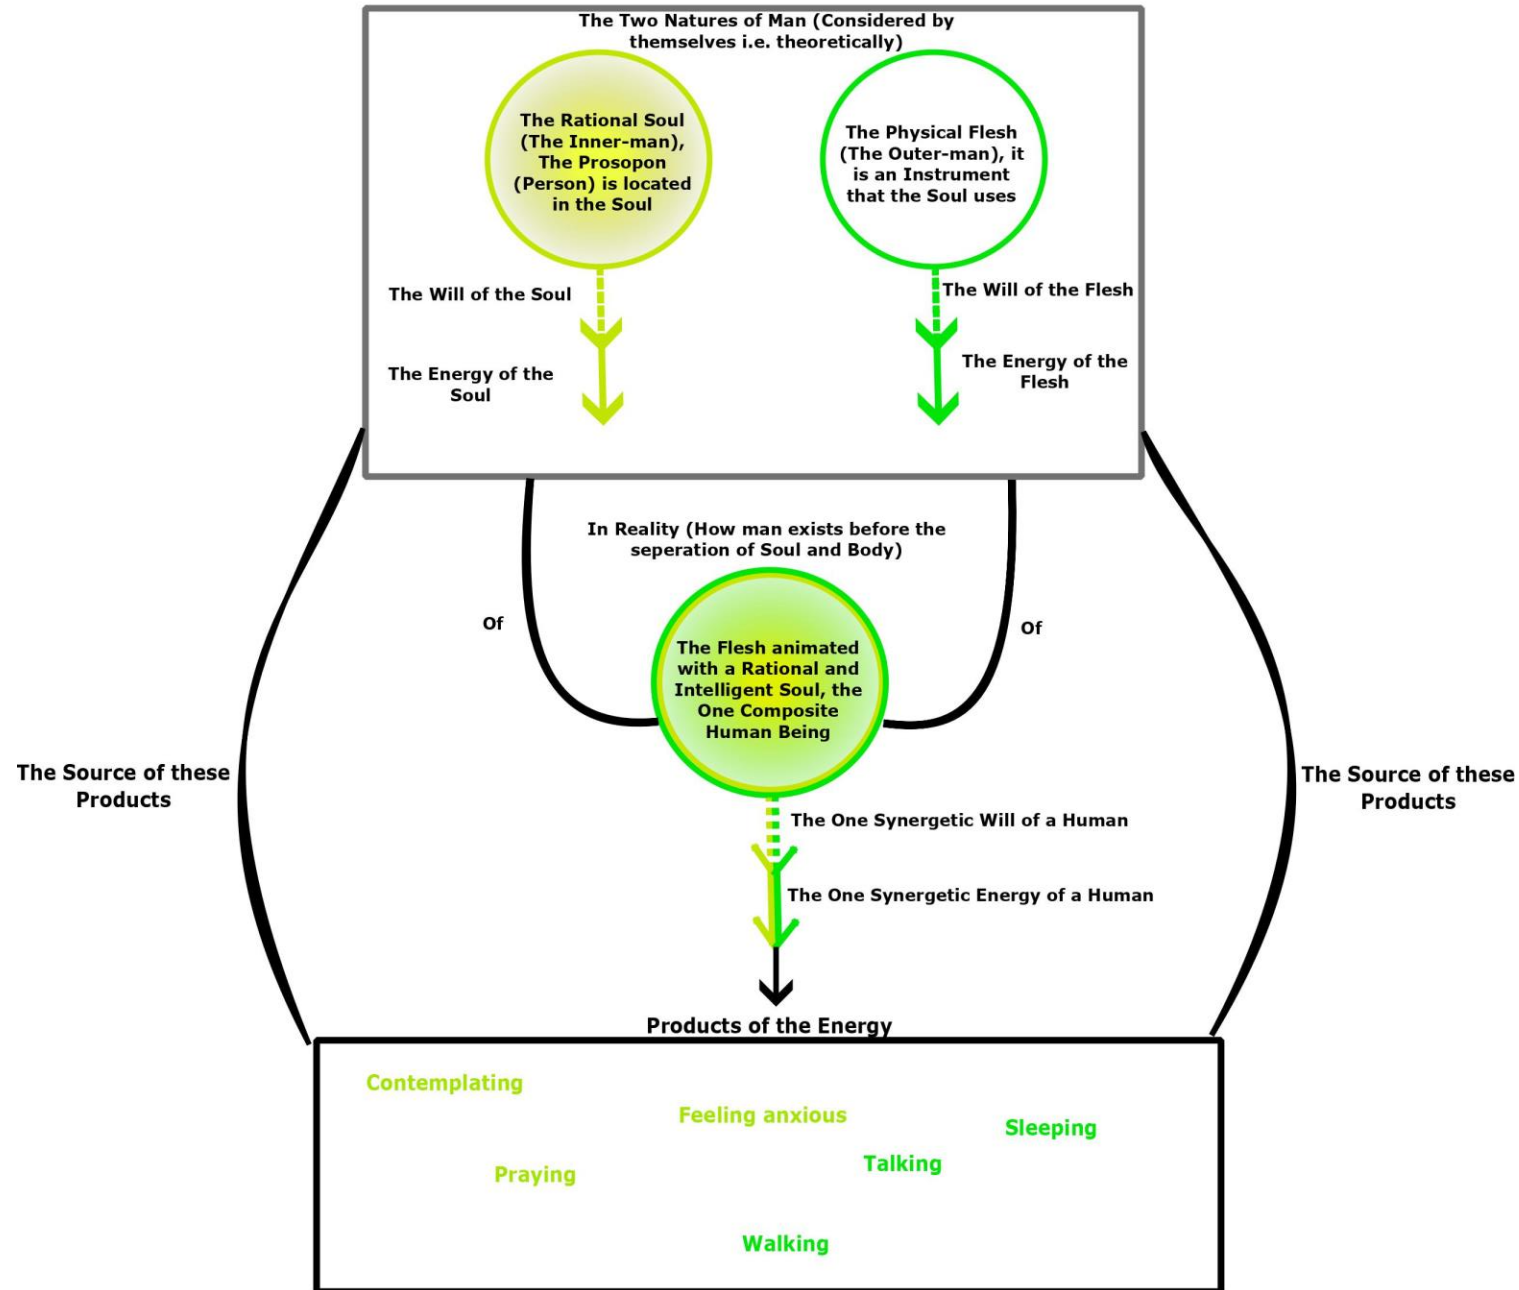 The Two Natures of Man (Considered by
themselves i.e. theoretically)
The Rational Soul
(The Inner-man),
The Prosopon
(Person) is located
in the Soul
The Physical Flesh
(The Outer-man), it
is an Instrument
that the Soul uses
The Will of the Soul
The Will of the Flesh
The Energy of the
Soul
The Energy of the
Flesh
In Reality (How man exists before the
seperation of Soul and Body)
Of
Of
The Flesh animated
with a Rational and
Intelligent Soul, the
One Composite
Human Being
The Source of these
Products
The Source of these
Products
The One Synergetic Will of a Human
The One Synergetic Energy of a Human
Products of the Energy
Contemplating
Feeling anxious
Sleeping
Talking
Praying
Walking